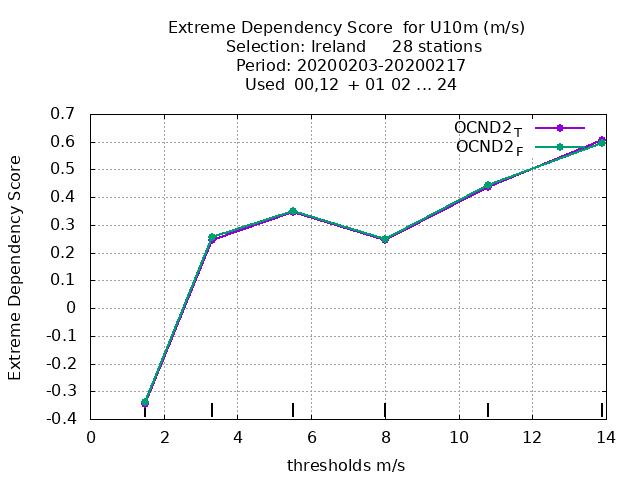 Extreme Dependency Score  for U10m (m/s)
Selection: Ireland     28 stations
Period: 20200203-20200217
Used  00,12  + 01 02 ... 24
OCND2_T
OCND2_F
0.7
0.6
0.5
0.4
0.3
0.2
0.1
0
-0.1
-0.2
-0.3
-0.4
Extreme Dependency Score
0 2 4 6 8 10 12 14
thresholds m/s